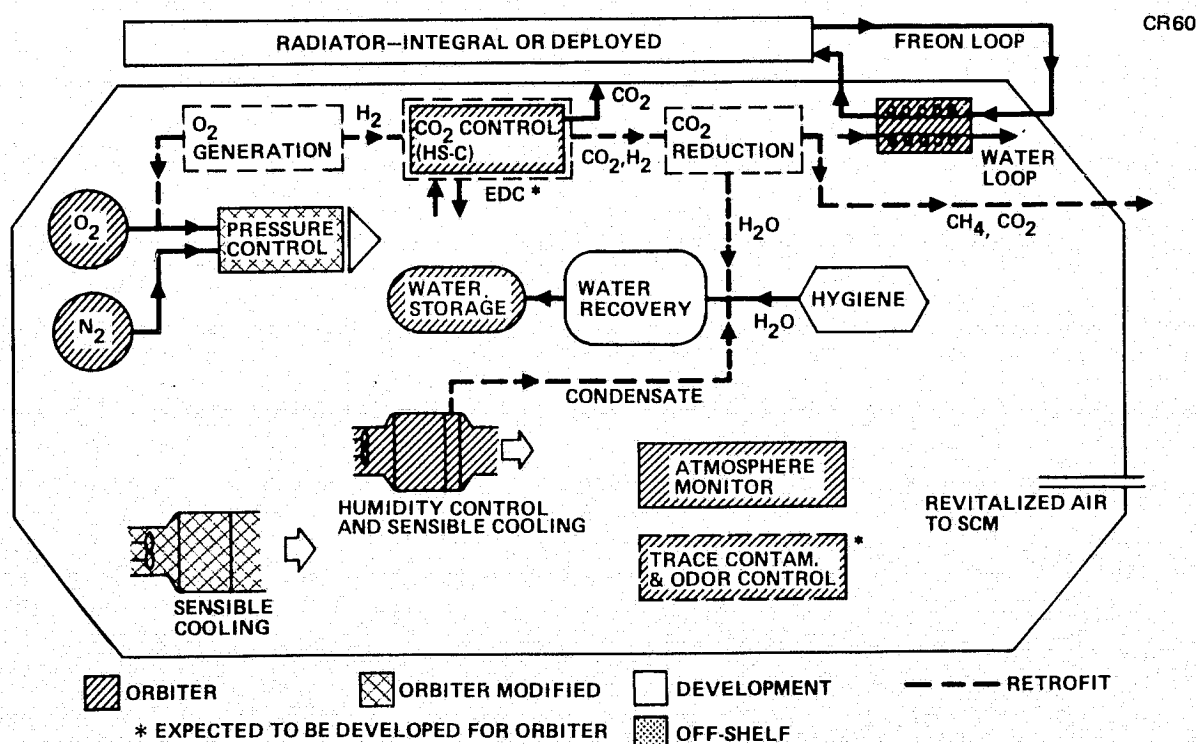 CR60
RADIATOR–INTEGRAL OR DEPLOYED
FREON LOOP
O2
GENERATION
H2
CO2 CONTROL
(HS-C)
CO2
EDC *
CO2,H2
CO2
REDUCTION
WATER
LOOP
CH4, CO2
O2
PRESSURE
CONTROL
N2
H2O
WATER
STORAGE
WATER
RECOVERY
H2O
HYGIENE
CONDENSATE
HUMIDITY CONTROL
AND SENSIBLE COOLING
ATMOSPHERE
MONITOR
REVITALIZED AIR
TO SCM
TRACE CONTAM.
& ODOR CONTROL
*
SENSIBLE
COOLING
ORBITER
ORBITER MODIFIED
DEVELOPMENT
RETROFIT
* EXPECTED TO BE DEVELOPED FOR ORBITER
OFF-SHELF